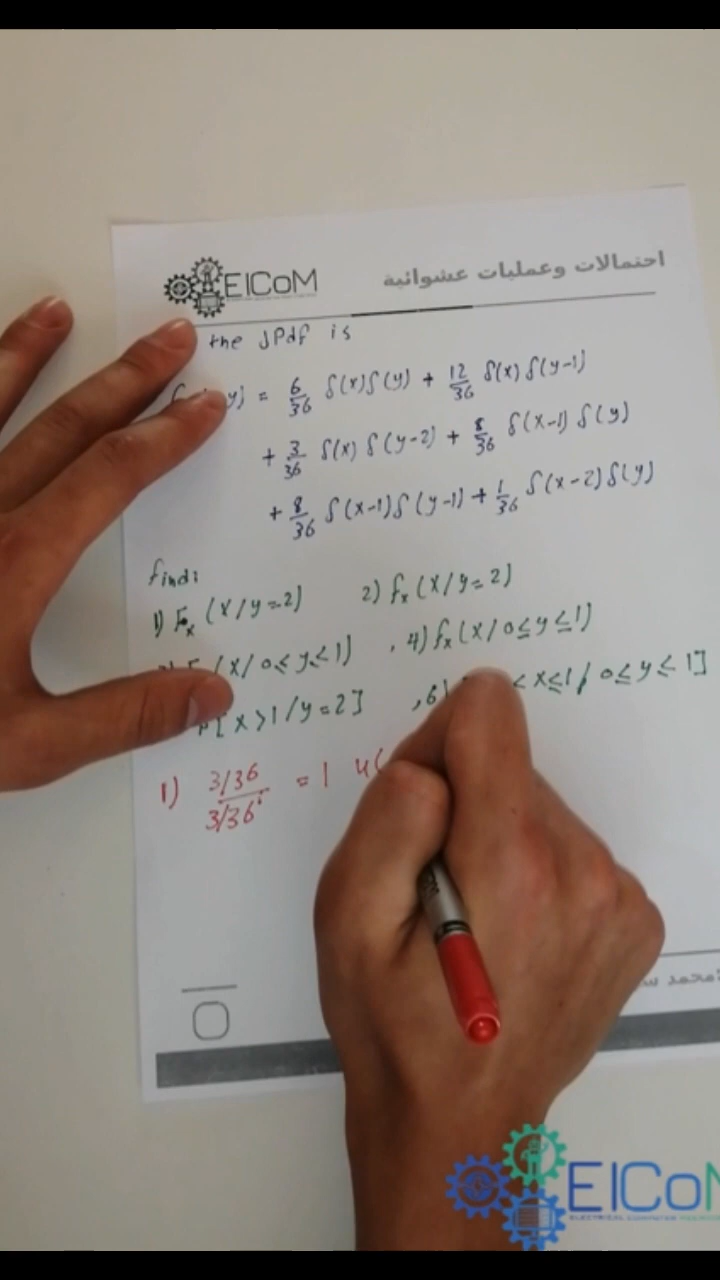 EICoM
احتمالات وعمليات عشوائية
the JPdf is
y) = 6/36 δ(x)δ(y) + 12/36 δ(x) δ(y-1)
+ 3/36 δ(x) δ(y-2) + 8/36 δ(x-1) δ(y)
+ 8/36 δ(x-1)δ(y-1) + 1/36 δ(x-2)δ(y)
find:
1) Fx (X/y=2) 2) fx (X/y=2)
(X/0≤y≤1) , 4) fx (X/0≤y≤1)
[X>1/y=2] , 6) < X≤1/ 0≤y≤1]
1) 3/36 / 3/36 = 1 u(
EICoM